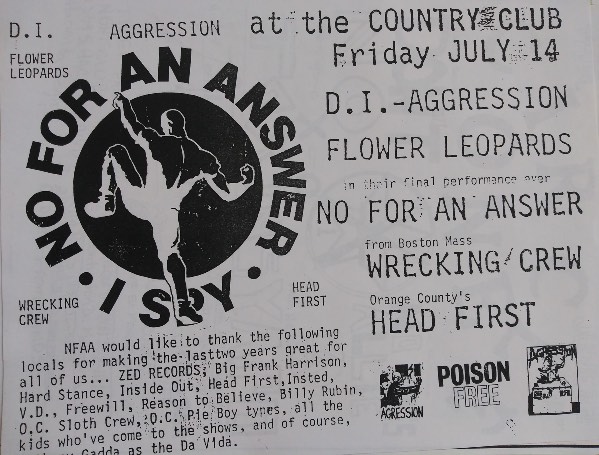 D.I.
AGGRESSION
FLOWER
LEOPARDS
NO FOR AN ANSWER
• I SPY •
WRECKING
CREW
HEAD
FIRST
at the COUNTRY CLUB
Friday JULY 14
D.I.-AGGRESSION
FLOWER LEOPARDS
in their final performance ever
NO FOR AN ANSWER
from Boston Mass
WRECKING CREW
Orange County's
HEAD FIRST
NFAA would like to thank the following
locals for making the last two years great for
all of us... ZED RECORDS, Big Frank Harrison,
Hard Stance, Inside Out, Head First, Insted,
V.D., Freewill, Reason to Believe, Billy Rubin,
O.C. Sloth Crew, O.C. Pie Boy types, all the
kids who've come to the shows, and of course,
Gadda as the Da Vida.
AGRESSION
POISON
FREE